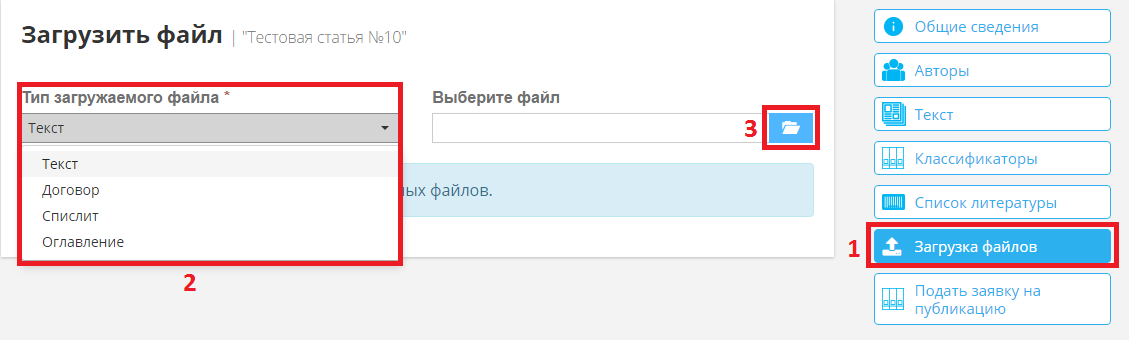 Загрузить файл | "Тестовая статья №10"
Тип загружаемого файла *
Текст
Текст
Договор
Спислит
Оглавление
2
Выберите файл
3
ых файлов.
Общие сведения
Авторы
Текст
Классификаторы
Список литературы
1
Загрузка файлов
Подать заявку на
публикацию